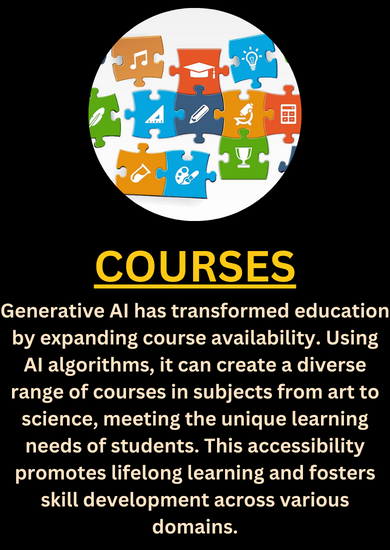 COURSES
Generative AI has transformed education
by expanding course availability. Using
AI algorithms, it can create a diverse
range of courses in subjects from art to
science, meeting the unique learning
needs of students. This accessibility
promotes lifelong learning and fosters
skill development across various
domains.